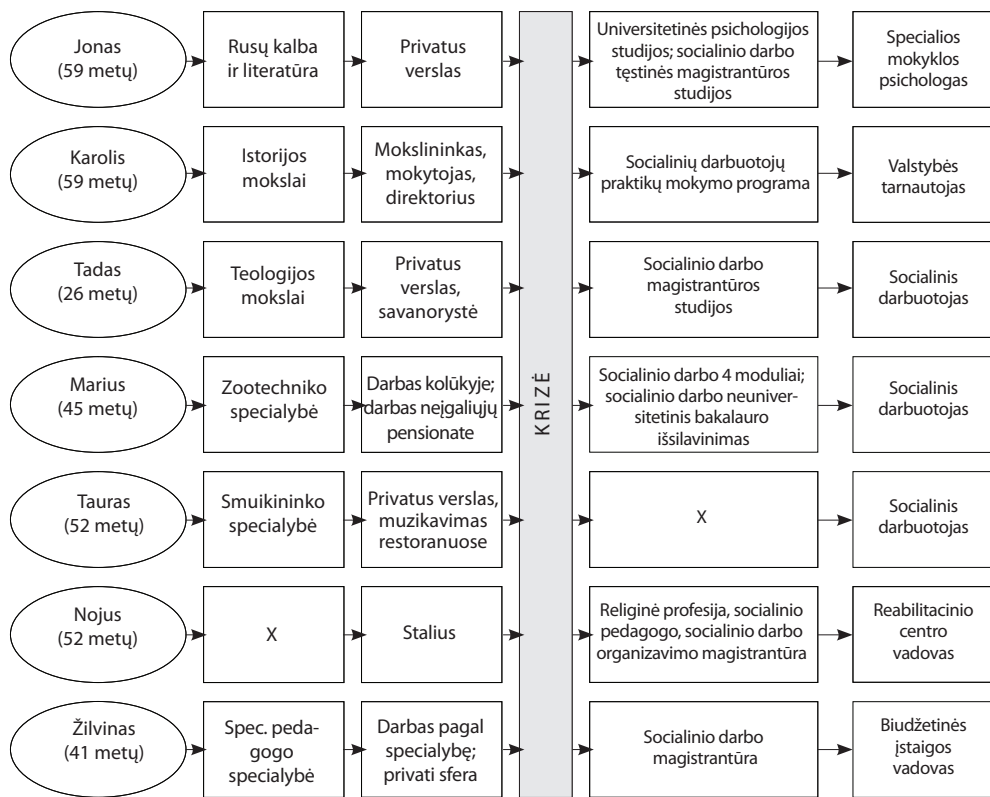 Jonas
(59 metų)
Rusų kalba
ir literatūra
Privatus
verslas
Universitetinės psichologijos
studijos; socialinio darbo
tęstinės magistrantūros
studijos
Specialios
mokyklos
psichologas
Karolis
(59 metų)
Istorijos
mokslai
Mokslininkas,
mokytojas,
direktorius
Socialinių darbuotojų
praktikų mokymo programa
Valstybės
tarnautojas
Tadas
(26 metų)
Teologijos
mokslai
Privatus
verslas,
savanorystė
Socialinio darbo
magistrantūros
studijos
Socialinis
darbuotojas
Marius
(45 metų)
Zootechniko
specialybė
Darbas kolūkyje;
darbas neįgaliųjų
pensionate
KRIZĖ
Socialinio darbo 4 moduliai;
socialinio darbo neuniver-
sitetinis bakalauro
išsilavinimas
Socialinis
darbuotojas
Tauras
(52 metų)
Smuikininko
specialybė
Privatus verslas,
muzikavimas
restoranuose
X
Socialinis
darbuotojas
Nojus
(52 metų)
X
Stalius
Religinė profesija, socialinio
pedagogo, socialinio darbo
organizavimo magistrantūra
Reabilitacinio
centro
vadovas
Žilvinas
(41 metų)
Spec. peda-
gogo
specialybė
Darbas pagal
specialybę;
privati sfera
Socialinio darbo
magistrantūra
Biudžetinės
įstaigos
vadovas